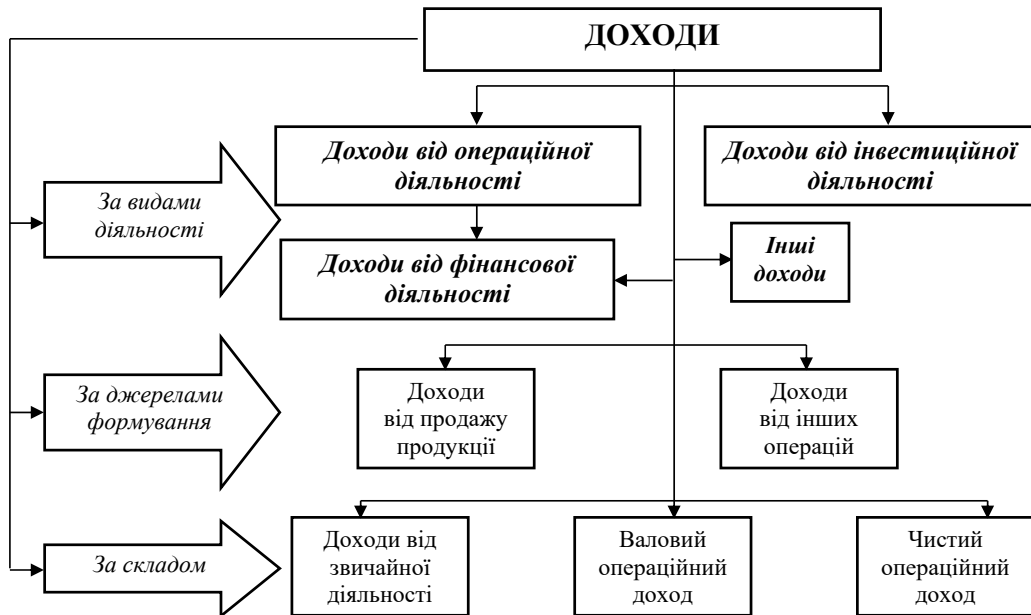 ДОХОДИ
Доходи від операційної
діяльності
Доходи від інвестиційної
діяльності
За видами
діяльності
Доходи від фінансової
діяльності
Інші
доходи
За джерелами
формування
Доходи
від продажу
продукції
Доходи
від інших
операцій
За складом
Доходи від
звичайної
діяльності
Валовий
операційний
доход
Чистий
операційний
доход